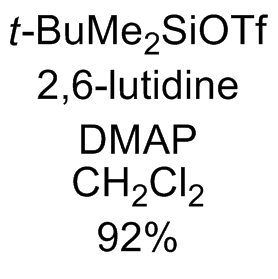 t-BuMe₂SiOTf
2,6-lutidine
DMAP
CH₂Cl₂
92%